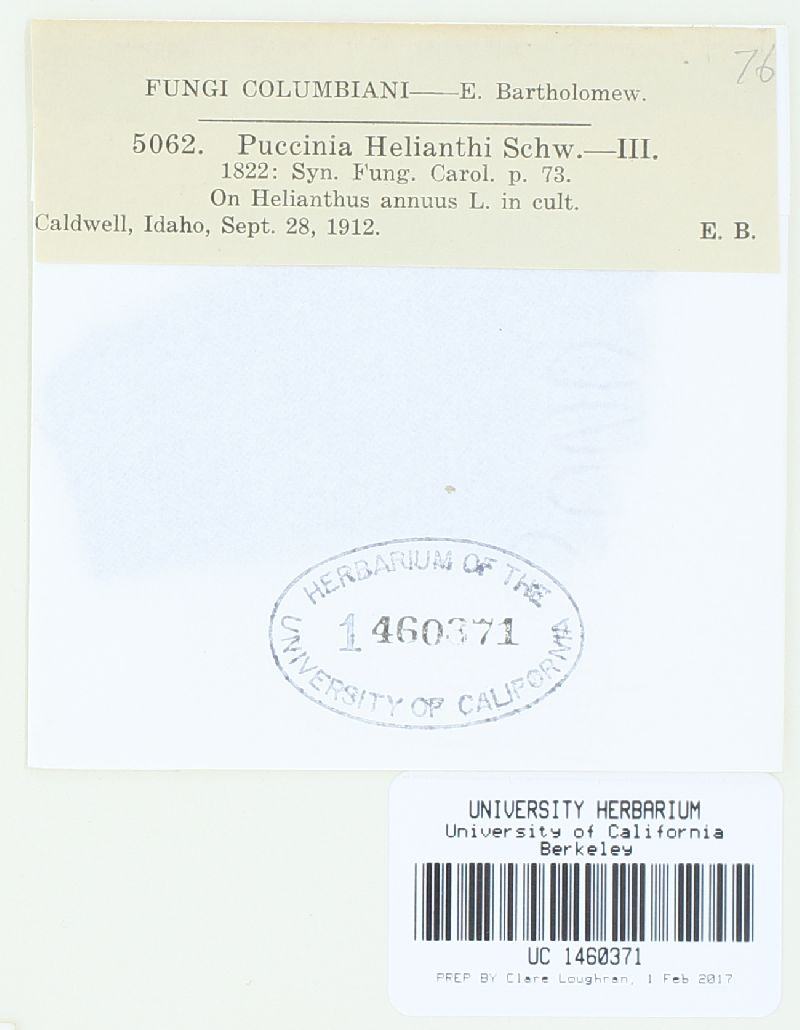 76
FUNGI COLUMBIANI——E. Bartholomew.
5062. Puccinia Helianthi Schw.—III.
1822: Syn. Fung. Carol. p. 73.
On Helianthus annuus L. in cult.
Caldwell, Idaho, Sept. 28, 1912. E. B.
HERBARIUM OF THE
1460371
UNIVERSITY OF CALIFORNIA
UNIVERSITY HERBARIUM
University of California
Berkeley
UC 1460371
PREP BY Clare Loughran, 1 Feb 2017